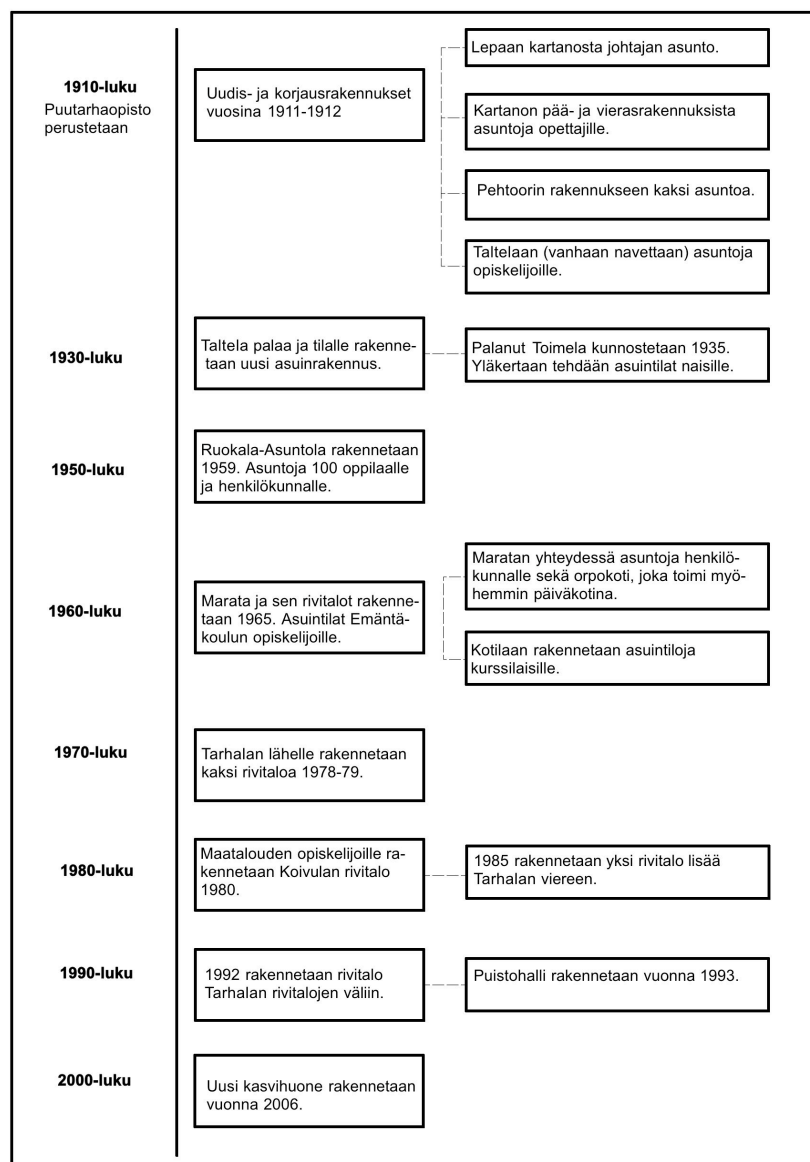 1910-luku
Puutarhaopisto
perustetaan
Uudis- ja korjausrakennukset
vuosina 1911-1912
Lepaan kartanosta johtajan asunto.
Kartanon pää- ja vierasrakennuksista
asuntoja opettajille.
Pehtoorin rakennukseen kaksi asuntoa.
Taltelaan (vanhaan navettaan) asuntoja
opiskelijoille.
1930-luku
Taltela palaa ja tilalle rakenne-
taan uusi asuinrakennus.
Palanut Toimela kunnostetaan 1935.
Yläkertaan tehdään asuintilat naisille.
1950-luku
Ruokala-Asuntola rakennetaan
1959. Asuntoja 100 oppilaalle
ja henkilökunnalle.
1960-luku
Marata ja sen rivitalot rakenne-
taan 1965. Asuintilat Emäntä-
koulun opiskelijoille.
Maratan yhteydessä asuntoja henkilö-
kunnalle sekä orpokoti, joka toimi myö-
hemmin päiväkotina.
Kotilaan rakennetaan asuintiloja
kurssilaisille.
1970-luku
Tarhalan lähelle rakennetaan
kaksi rivitaloa 1978-79.
1980-luku
Maatalouden opiskelijoille ra-
kennetaan Koivulan rivitalo
1980.
1985 rakennetaan yksi rivitalo lisää
Tarhalan viereen.
1990-luku
1992 rakennetaan rivitalo
Tarhalan rivitalojen väliin.
Puistohalli rakennetaan vuonna 1993.
2000-luku
Uusi kasvihuone rakennetaan
vuonna 2006.